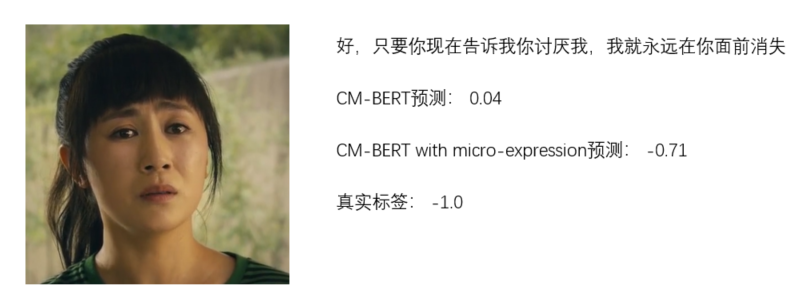 好，只要你现在告诉我你讨厌我，我就永远在你面前消失
CM-BERT预测： 0.04
CM-BERT with micro-expression预测： -0.71
真实标签： -1.0